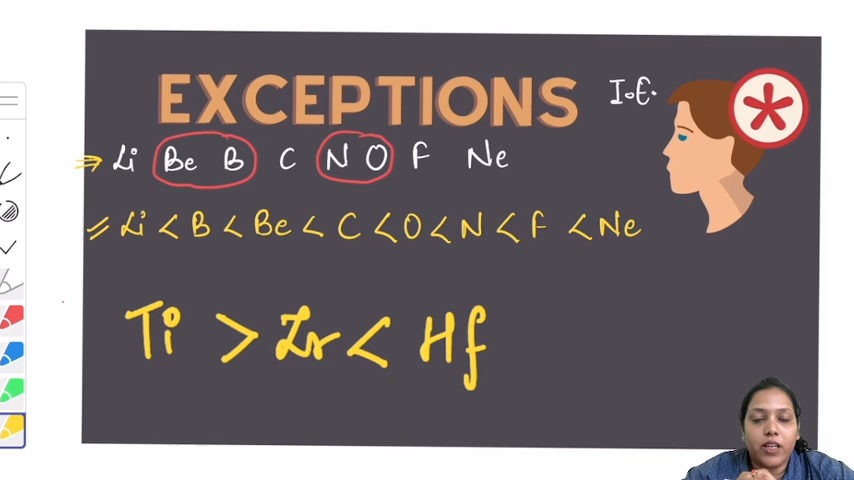 EXCEPTIONS I.E.
⇒ Li Be B C N O F Ne
⇒ Li < B < Be < C < O < N < F < Ne
Ti > Zr < Hf